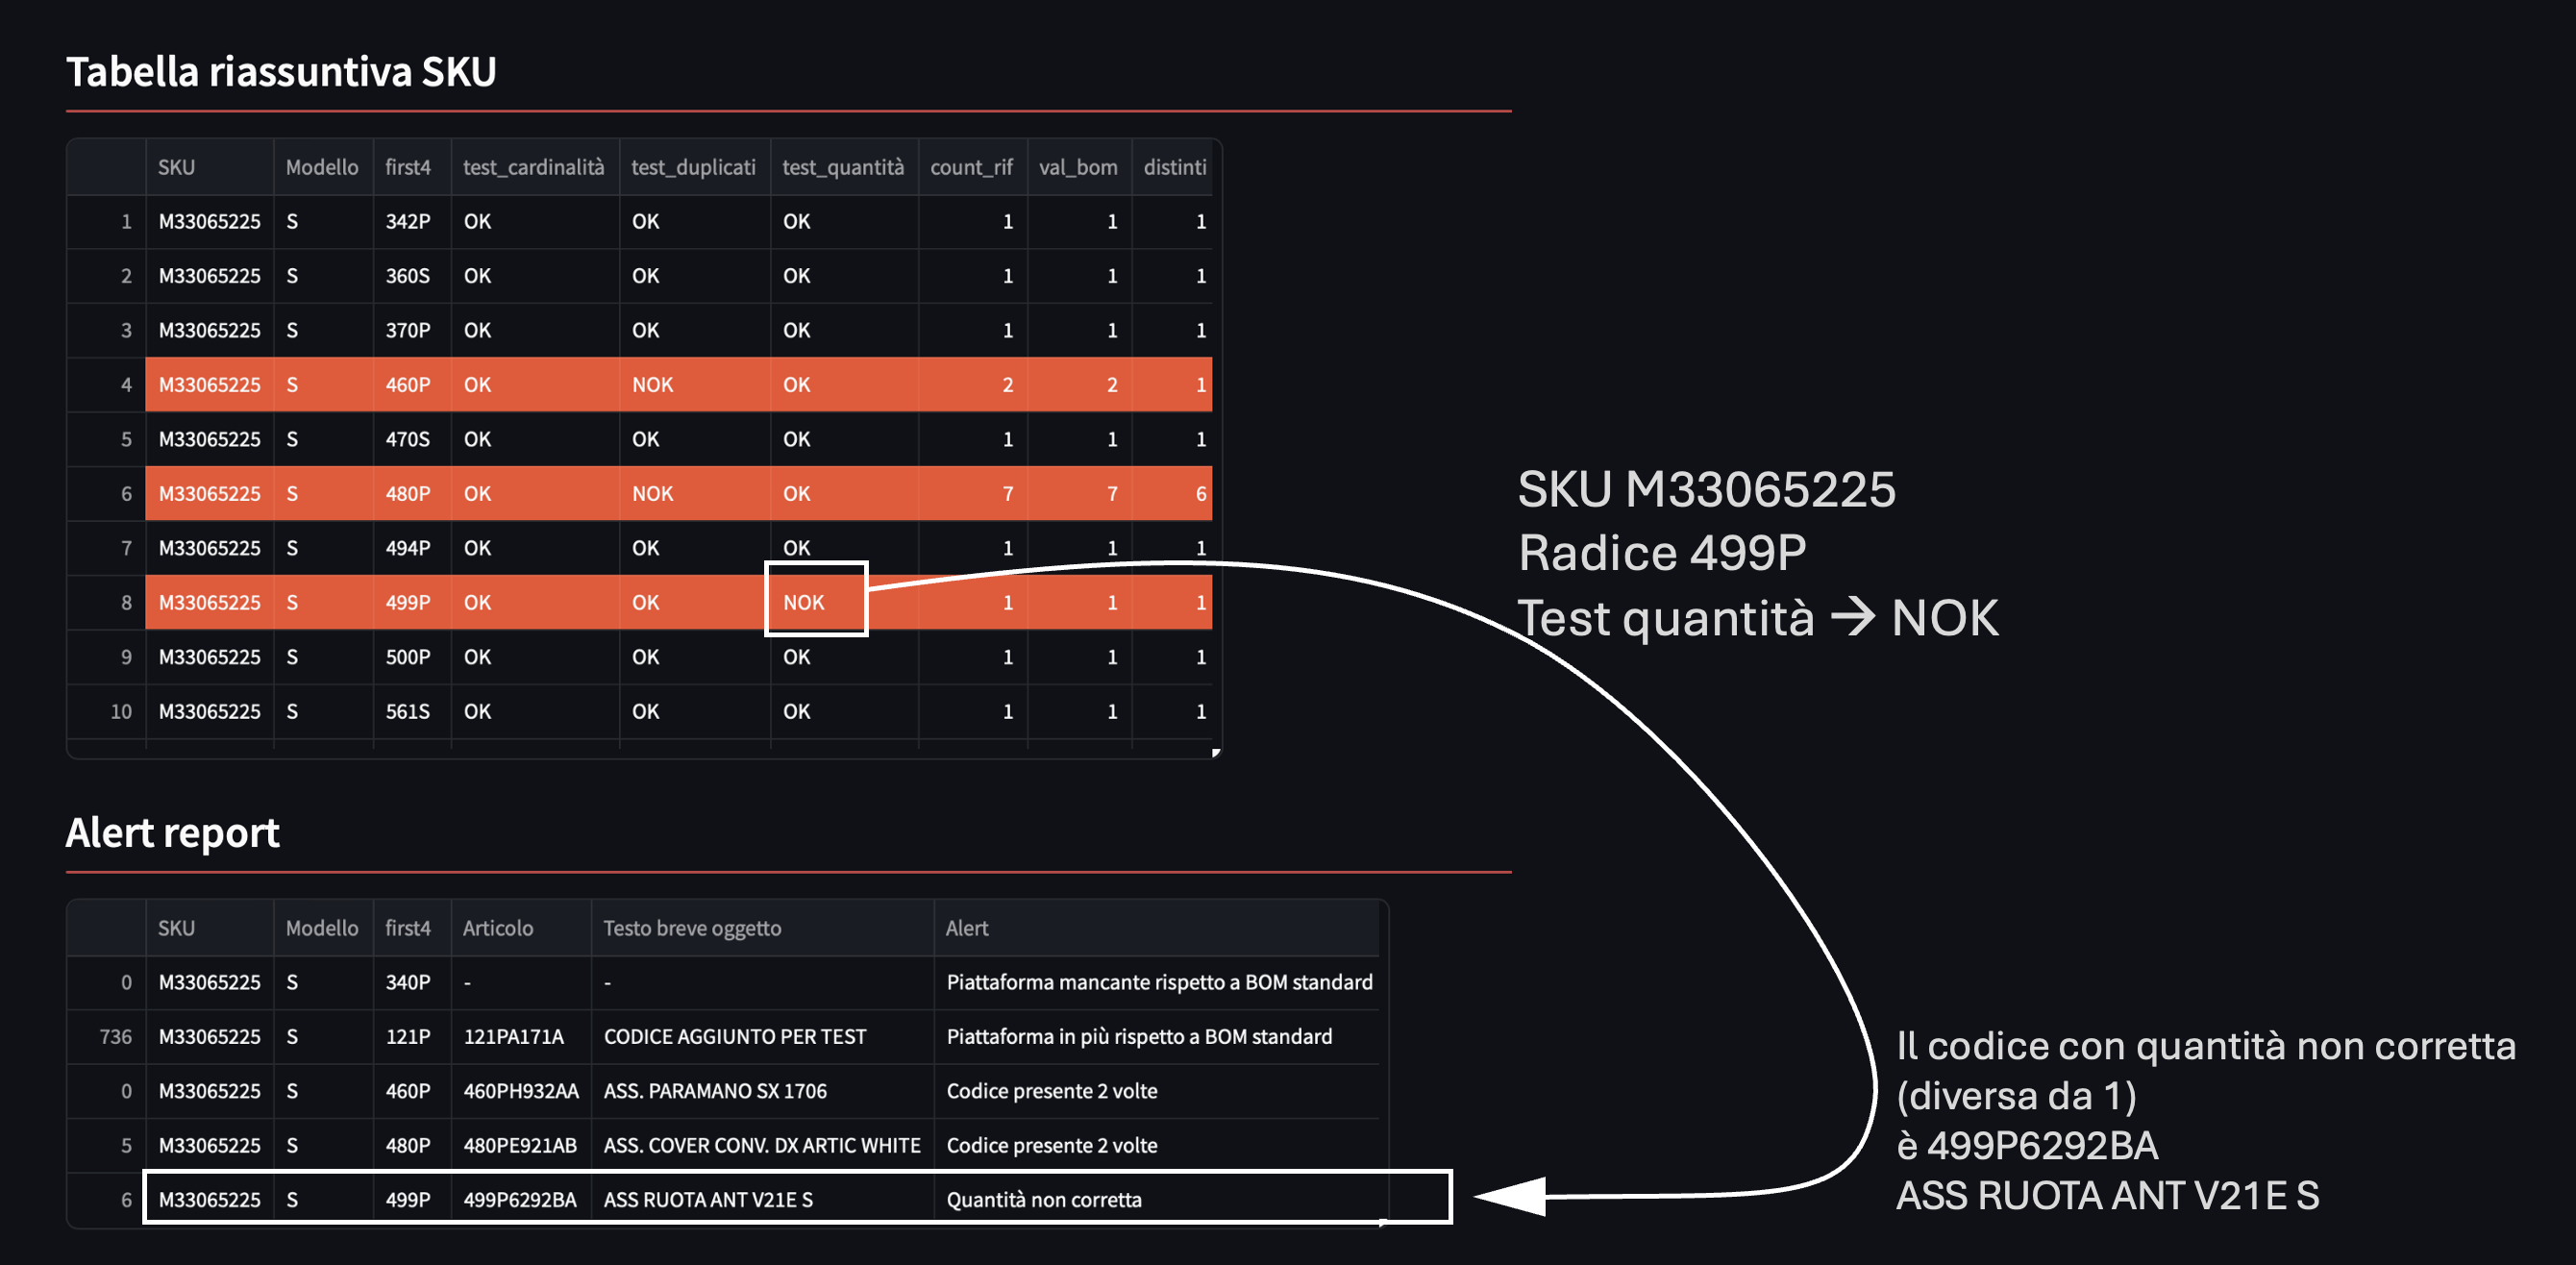 Tabella riassuntiva SKU
SKU Modello first4 test_cardinalità test_duplicati test_quantità count_rif val_bom distinti
1 M33065225 S 342P OK OK OK 1 1 1
2 M33065225 S 360S OK OK OK 1 1 1
3 M33065225 S 370P OK OK OK 1 1 1
4 M33065225 S 460P OK NOK OK 2 2 1
5 M33065225 S 470S OK OK OK 1 1 1
6 M33065225 S 480P OK NOK OK 7 7 6
7 M33065225 S 494P OK OK OK 1 1 1
8 M33065225 S 499P OK OK NOK 1 1 1
9 M33065225 S 500P OK OK OK 1 1 1
10 M33065225 S 561S OK OK OK 1 1 1
SKU M33065225
Radice 499P
Test quantità → NOK
Alert report
SKU Modello first4 Articolo Testo breve oggetto Alert
0 M33065225 S 340P - - Piattaforma mancante rispetto a BOM standard
736 M33065225 S 121P 121PA171A CODICE AGGIUNTO PER TEST Piattaforma in più rispetto a BOM standard
0 M33065225 S 460P 460PH932AA ASS. PARAMANO SX 1706 Codice presente 2 volte
5 M33065225 S 480P 480PE921AB ASS. COVER CONV. DX ARTIC WHITE Codice presente 2 volte
6 M33065225 S 499P 499P6292BA ASS RUOTA ANT V21E S Quantità non corretta
Il codice con quantità non corretta
(diversa da 1)
è 499P6292BA
ASS RUOTA ANT V21E S